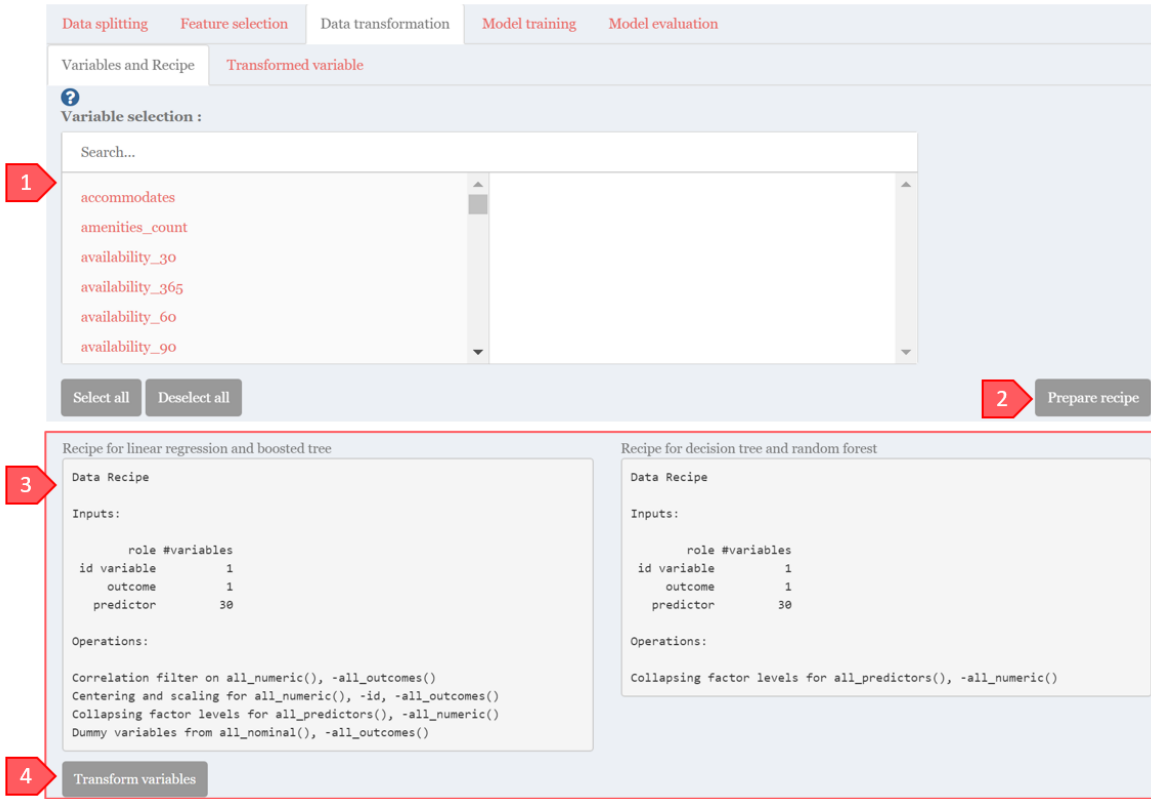 Data splitting Feature selection Data transformation Model training Model evaluation
Variables and Recipe Transformed variable
?
Variable selection :
Search...
1
accommodates
amenities_count
availability_30
availability_365
availability_60
availability_90
Select all Deselect all
2 Prepare recipe
3
Recipe for linear regression and boosted tree
Data Recipe
Inputs:
role #variables
id variable 1
outcome 1
predictor 30
Operations:
Correlation filter on all_numeric(), -all_outcomes()
Centering and scaling for all_numeric(), -id, -all_outcomes()
Collapsing factor levels for all_predictors(), -all_numeric()
Dummy variables from all_nominal(), -all_outcomes()
Recipe for decision tree and random forest
Data Recipe
Inputs:
role #variables
id variable 1
outcome 1
predictor 30
Operations:
Collapsing factor levels for all_predictors(), -all_numeric()
4 Transform variables